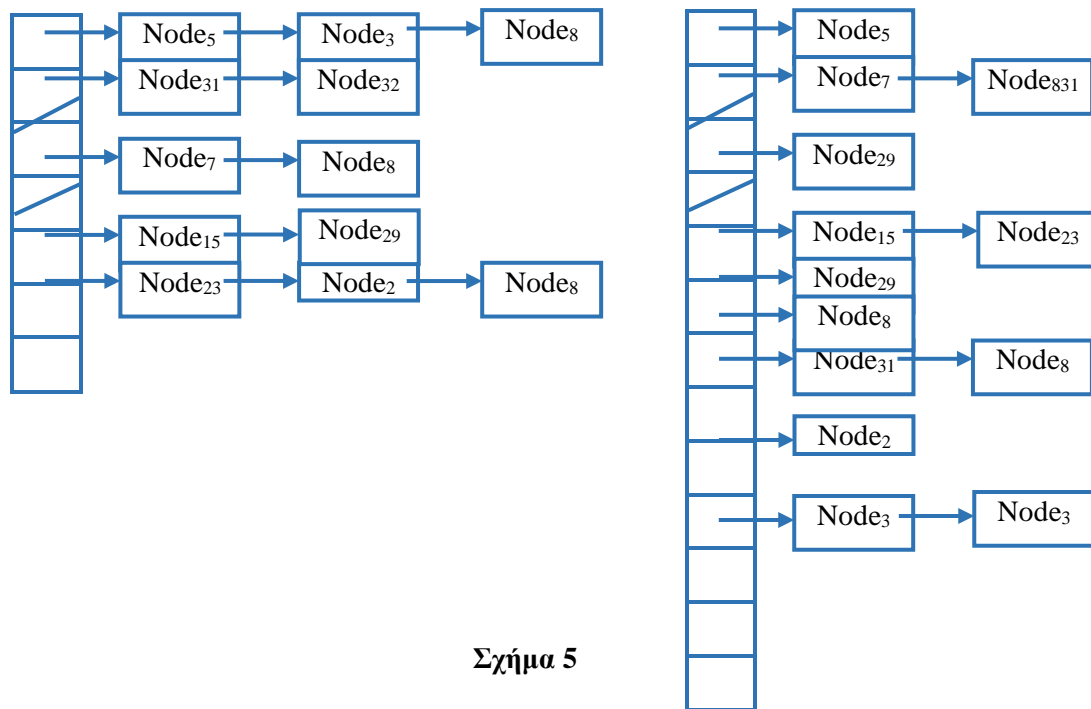 Node₅ Node₃ Node₈
Node₃₁ Node₃₂
Node₇ Node₈
Node₁₅ Node₂₉
Node₂₃ Node₂ Node₈
Node₅
Node₇ Node₈₃₁
Node₂₉
Node₁₅ Node₂₃
Node₂₉
Node₈
Node₃₁ Node₈
Node₂
Node₃ Node₃
Σχήμα 5